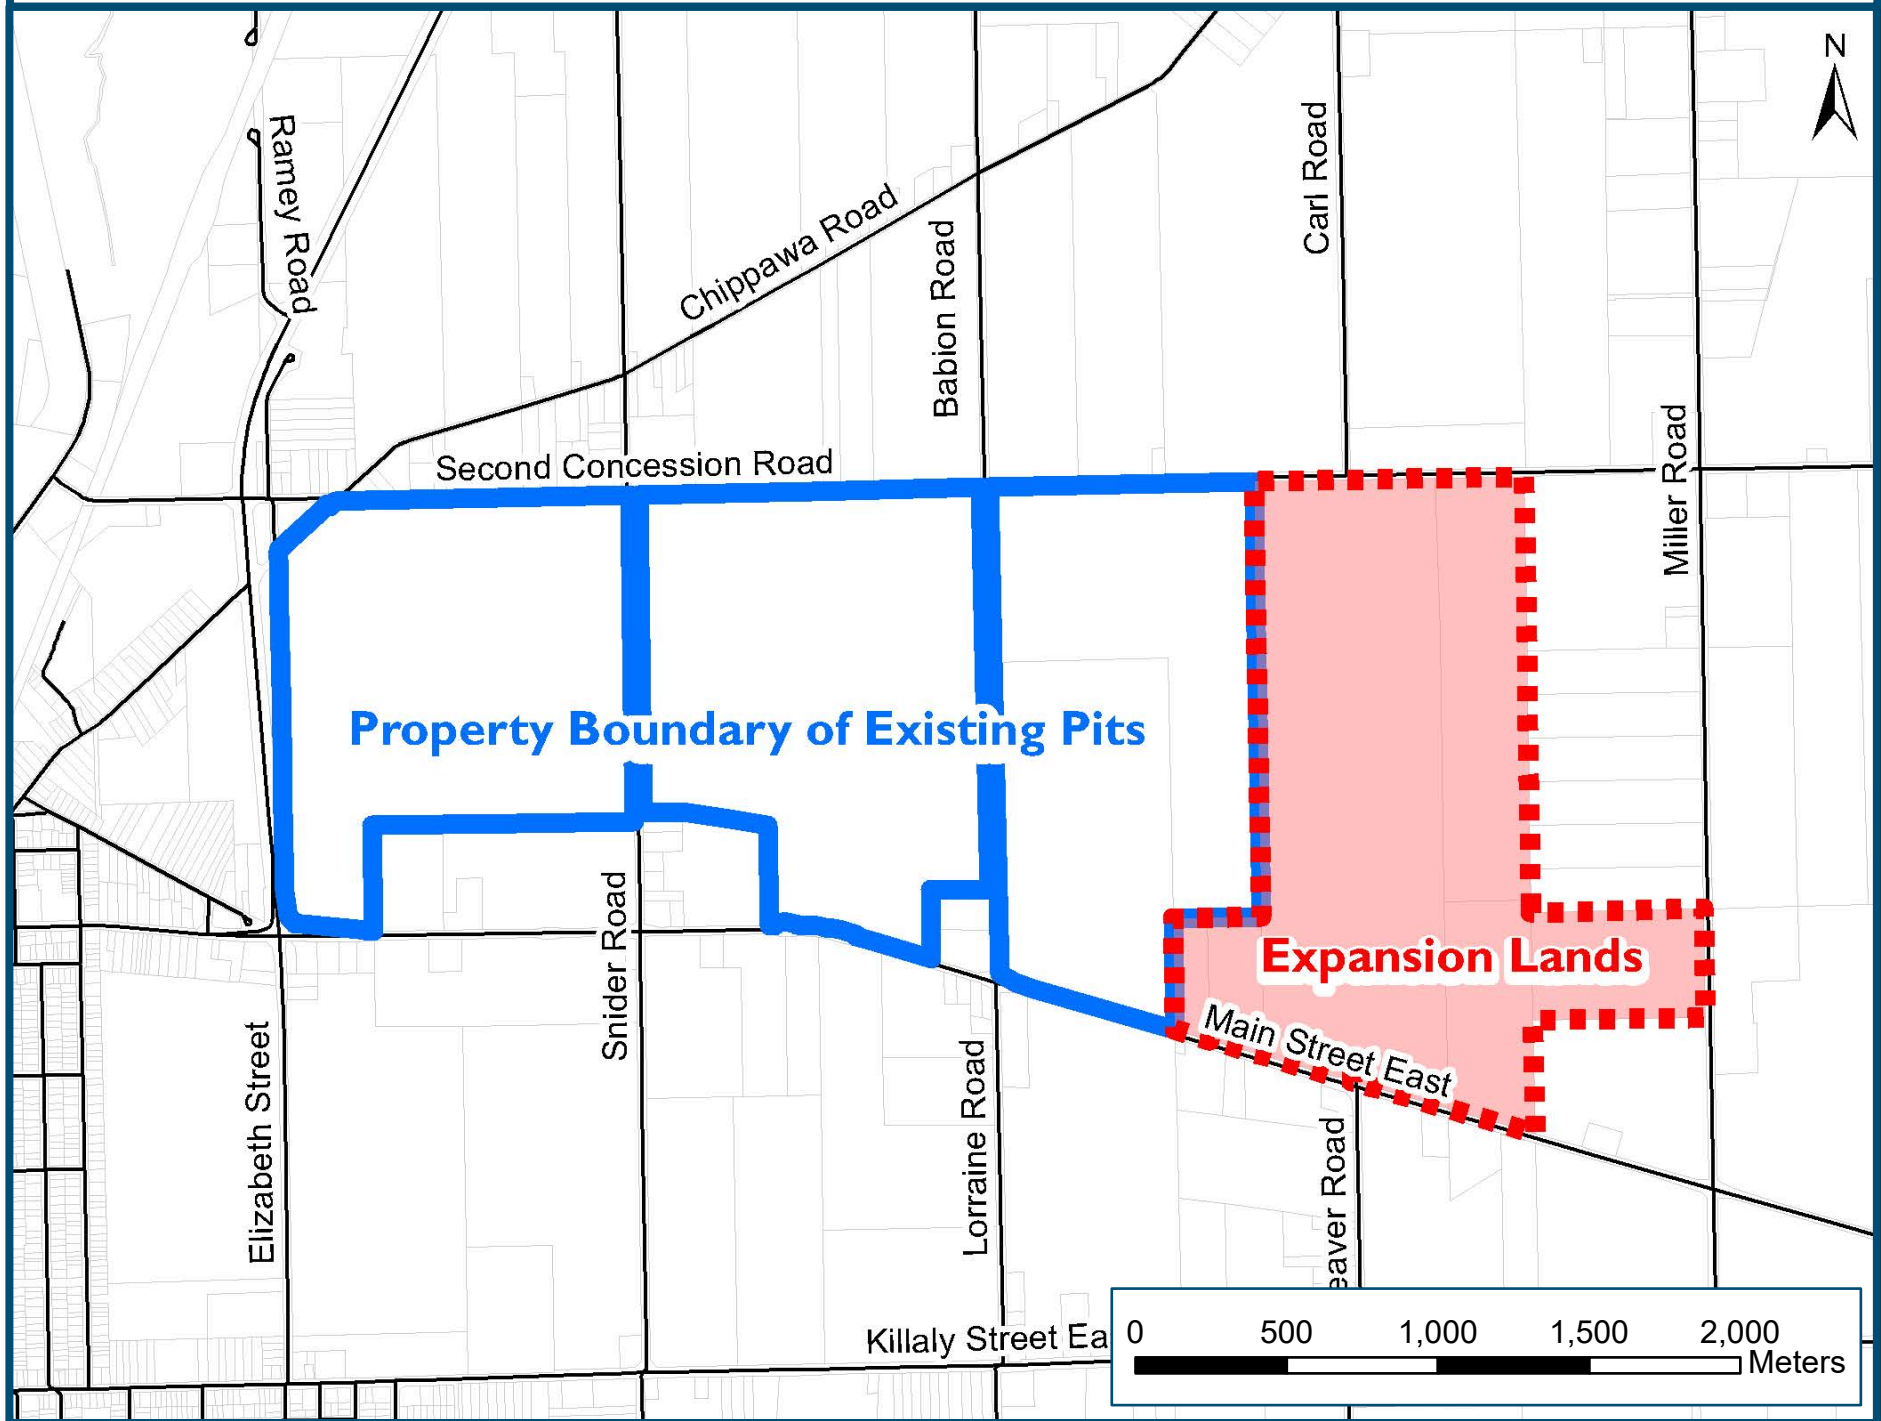 N
Ramey Road
Carl Road
Chippawa Road
Babion Road
Second Concession Road
Miller Road
Property Boundary of Existing Pits
Expansion Lands
Snider Road
Main Street East
Elizabeth Street
Lorraine Road
eaver Road
Killaly Street Ea
0 500 1,000 1,500 2,000
Meters